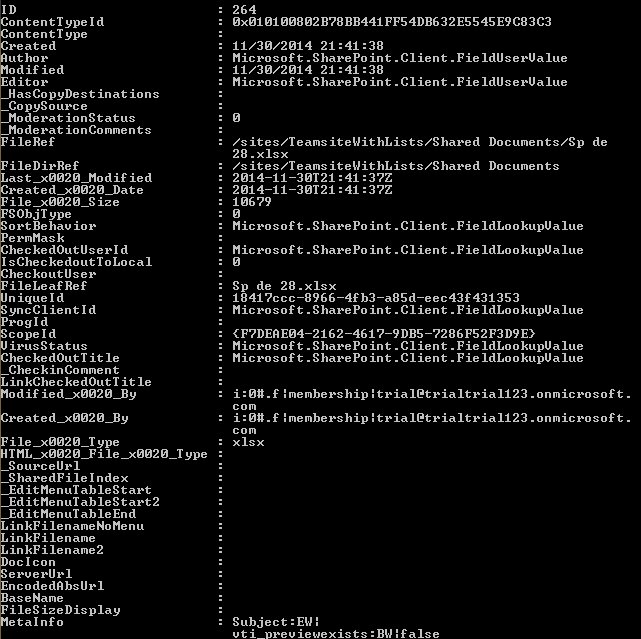 ID : 264
ContentTypeId : 0x010100802B78BB441FF54DB632E5545E9C83C3
ContentType :
Created : 11/30/2014 21:41:38
Author : Microsoft.SharePoint.Client.FieldUserValue
Modified : 11/30/2014 21:41:38
Editor : Microsoft.SharePoint.Client.FieldUserValue
_HasCopyDestinations :
_CopySource :
_ModerationStatus : 0
_ModerationComments :
FileRef : /sites/TeamsiteWithLists/Shared Documents/Sp de
28.xlsx
FileDirRef : /sites/TeamsiteWithLists/Shared Documents
Last_x0020_Modified : 2014-11-30T21:41:37Z
Created_x0020_Date : 2014-11-30T21:41:37Z
File_x0020_Size : 10679
FSObjType : 0
SortBehavior : Microsoft.SharePoint.Client.FieldLookupValue
PermMask :
CheckedOutUserId : Microsoft.SharePoint.Client.FieldLookupValue
IsCheckedoutToLocal : 0
CheckoutUser :
FileLeafRef : Sp de 28.xlsx
UniqueId : 18417ccc-8966-4fb3-a85d-eec43f431353
SyncClientId : Microsoft.SharePoint.Client.FieldLookupValue
ProgId :
ScopeId : {F7DEAE04-2162-4617-9DB5-7286F52F3D9E}
VirusStatus : Microsoft.SharePoint.Client.FieldLookupValue
CheckedOutTitle : Microsoft.SharePoint.Client.FieldLookupValue
_CheckinComment :
LinkCheckedOutTitle :
Modified_x0020_By : i:0#.f|membership|trial@trialtrial123.onmicrosoft.
com
Created_x0020_By : i:0#.f|membership|trial@trialtrial123.onmicrosoft.
com
File_x0020_Type : xlsx
HTML_x0020_File_x0020_Type :
_SourceUrl :
_SharedFileIndex :
_EditMenuTableStart :
_EditMenuTableStart2 :
_EditMenuTableEnd :
LinkFilenameNoMenu :
LinkFilename :
LinkFilename2 :
DocIcon :
ServerUrl :
EncodedAbsUrl :
BaseName :
FileSizeDisplay :
MetaInfo : Subject:EW|
vti_previewexists:BW|false